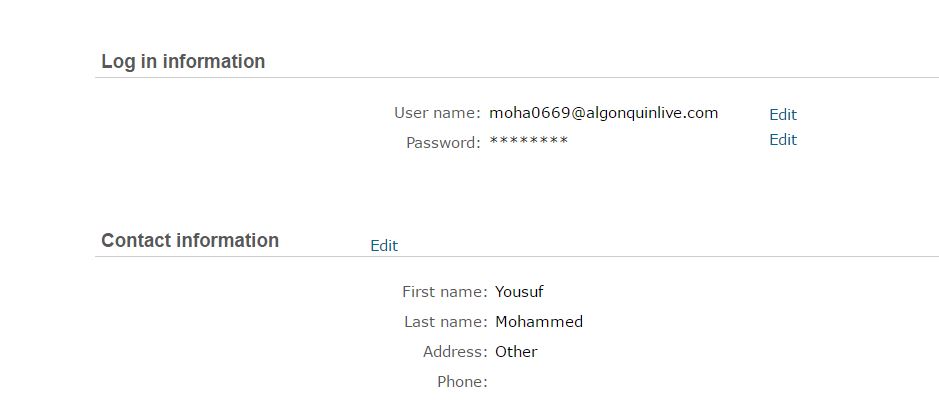 Log in information
User name: moha0669@algonquinlive.com Edit
Password: ******** Edit
Contact information Edit
First name: Yousuf
Last name: Mohammed
Address: Other
Phone: